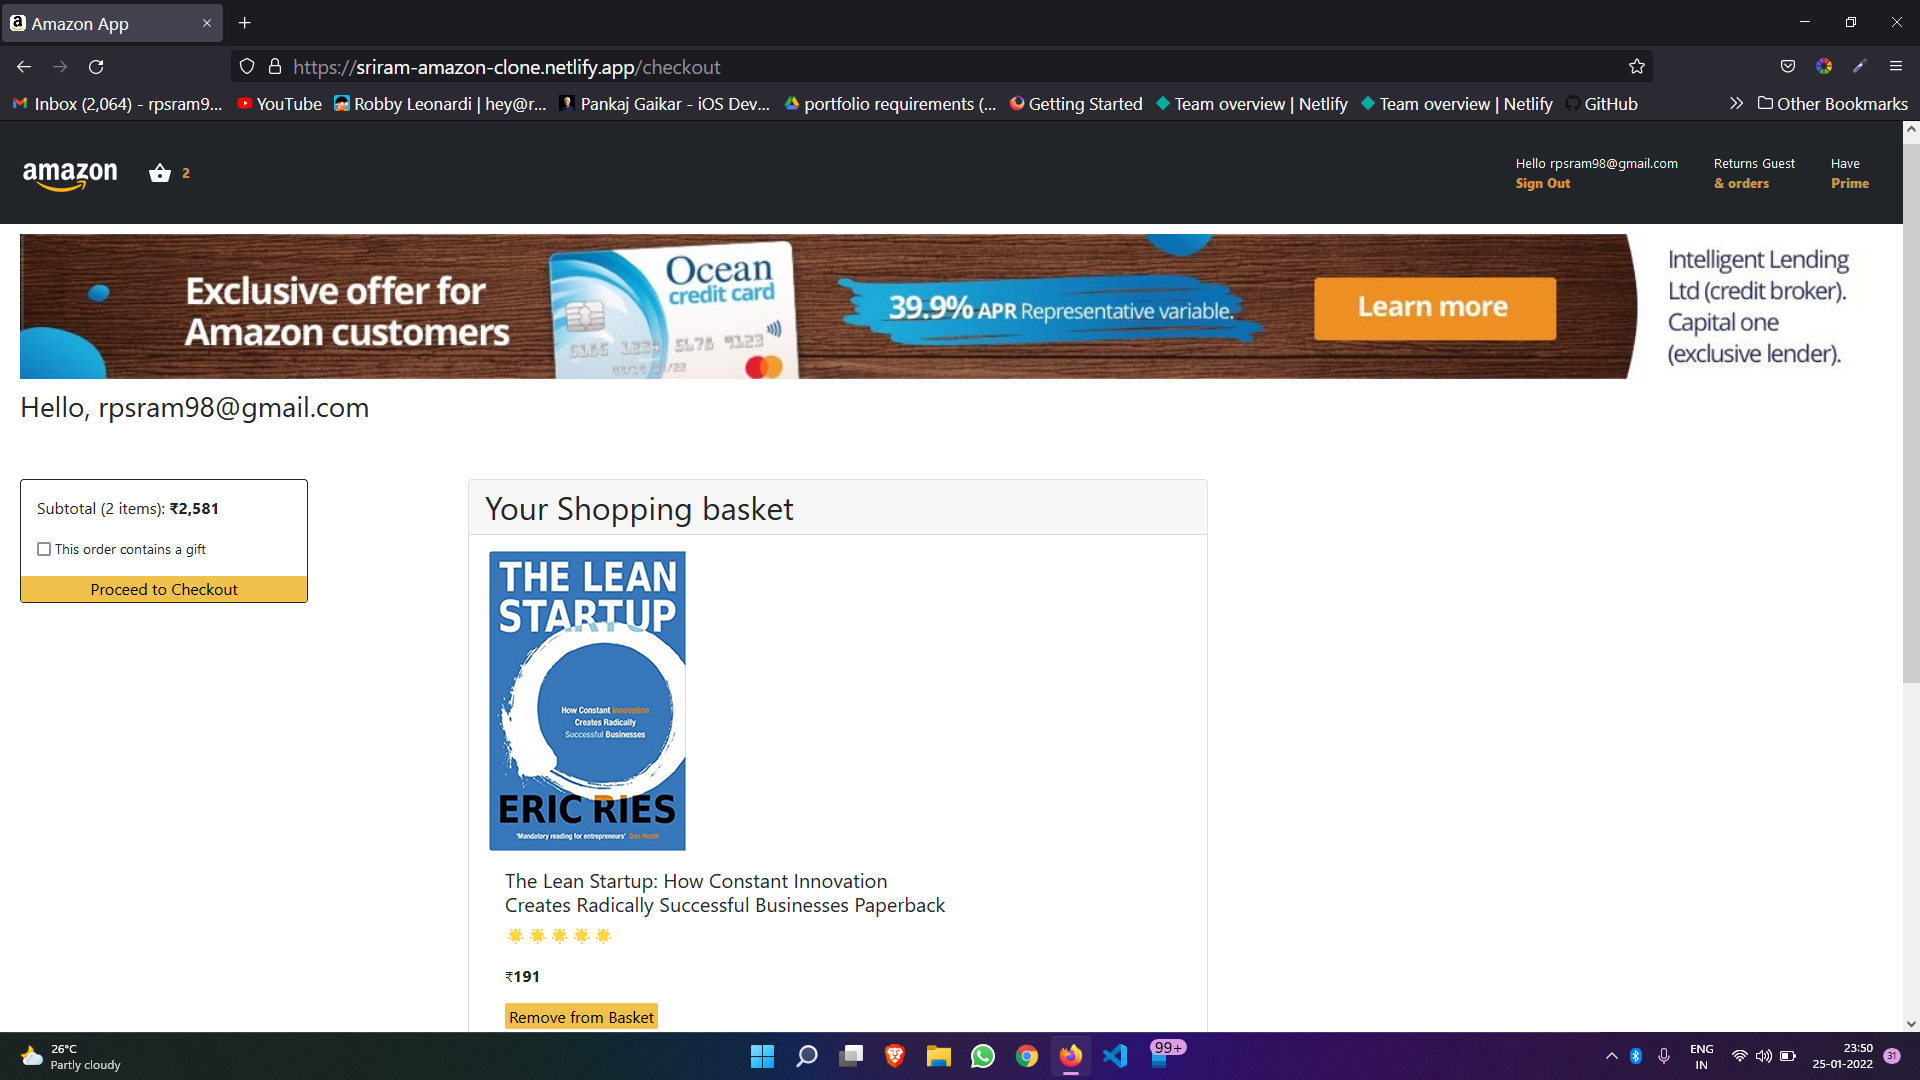 Amazon App
https://sriram-amazon-clone.netlify.app/checkout
Inbox (2,064) - rpsram9... YouTube Robby Leonardi | hey@r... Pankaj Gaikar - iOS Dev... portfolio requirements (... Getting Started Team overview | Netlify Team overview | Netlify GitHub Other Bookmarks
amazon 2
Hello rpsram98@gmail.com
Sign Out
Returns Guest
& orders
Have
Prime
Exclusive offer for
Amazon customers
Ocean
credit card
5678 9123
39.9% APR Representative variable.
Learn more
Intelligent Lending
Ltd (credit broker).
Capital one
(exclusive lender).
Hello, rpsram98@gmail.com
Subtotal (2 items): ₹2,581
This order contains a gift
Proceed to Checkout
Your Shopping basket
THE LEAN
STARTUP
How Constant Innovation
Creates Radically
Successful Businesses
ERIC RIES
'Mandatory reading for entrepreneurs' Dan Heath
The Lean Startup: How Constant Innovation
Creates Radically Successful Businesses Paperback
₹191
Remove from Basket
26°C
Partly cloudy
99+
ENG
IN
23:50
25-01-2022
31